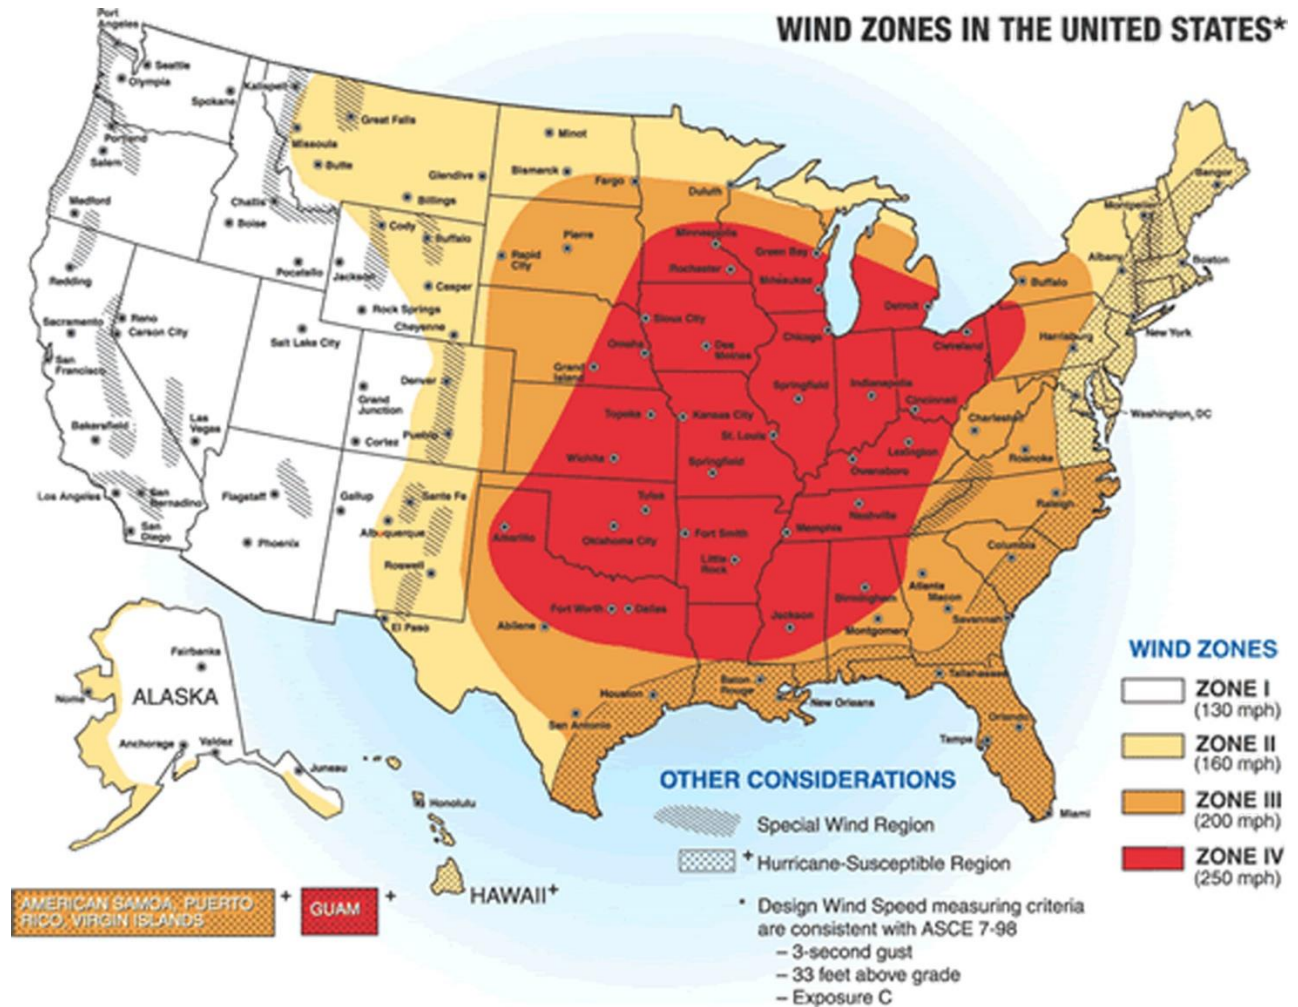 WIND ZONES IN THE UNITED STATES*
Port
Angeles
Seattle
Olympia
Spokane
Kalispell
Great Falls
Missoula
Portland
Salem
Butte
Glendive
Minot
Bismarck
Fargo
Duluth
Billings
Medford
Challis
Boise
Cody
Buffalo
Pierre
Rapid
City
Minneapolis
Green Bay
Bangor
Montpelier
Albany
Boston
Redding
Pocatello
Jackson
Casper
Rochester
Milwaukee
Buffalo
Detroit
Rock Springs
Cheyenne
Sacramento
Reno
Carson City
Salt Lake City
Sioux City
Omaha
Des
Moines
Chicago
Cleveland
Harrisburg
New York
San
Francisco
Grand
Island
Denver
Grand
Junction
Springfield
Indianapolis
Cincinnati
Washington, DC
Topeka
Kansas City
St. Louis
Charleston
Bakersfield
Las
Vegas
Cortez
Pueblo
Wichita
Springfield
Lexington
Owensboro
Roanoke
Los Angeles
San
Bernadino
Flagstaff
Gallup
Sante Fe
Tulsa
Nashville
Raleigh
San
Diego
Phoenix
Albuquerque
Amarillo
Oklahoma City
Fort Smith
Memphis
Columbia
Little
Rock
Roswell
Birmingham
Atlanta
Macon
El Paso
Abilene
Fort Worth
Dallas
Jackson
Montgomery
Savannah
Fairbanks
ALASKA
Nome
Anchorage
Valdez
Juneau
Houston
San Antonio
Baton
Rouge
New Orleans
Tallahassee
Orlando
Tampa
Miami
Honolulu
HAWAII+
WIND ZONES
ZONE I
(130 mph)
ZONE II
(160 mph)
ZONE III
(200 mph)
ZONE IV
(250 mph)
OTHER CONSIDERATIONS
Special Wind Region
+ Hurricane-Susceptible Region
AMERICAN SAMOA, PUERTO
RICO, VIRGIN ISLANDS
+
GUAM
+
* Design Wind Speed measuring criteria
are consistent with ASCE 7-98
– 3-second gust
– 33 feet above grade
– Exposure C